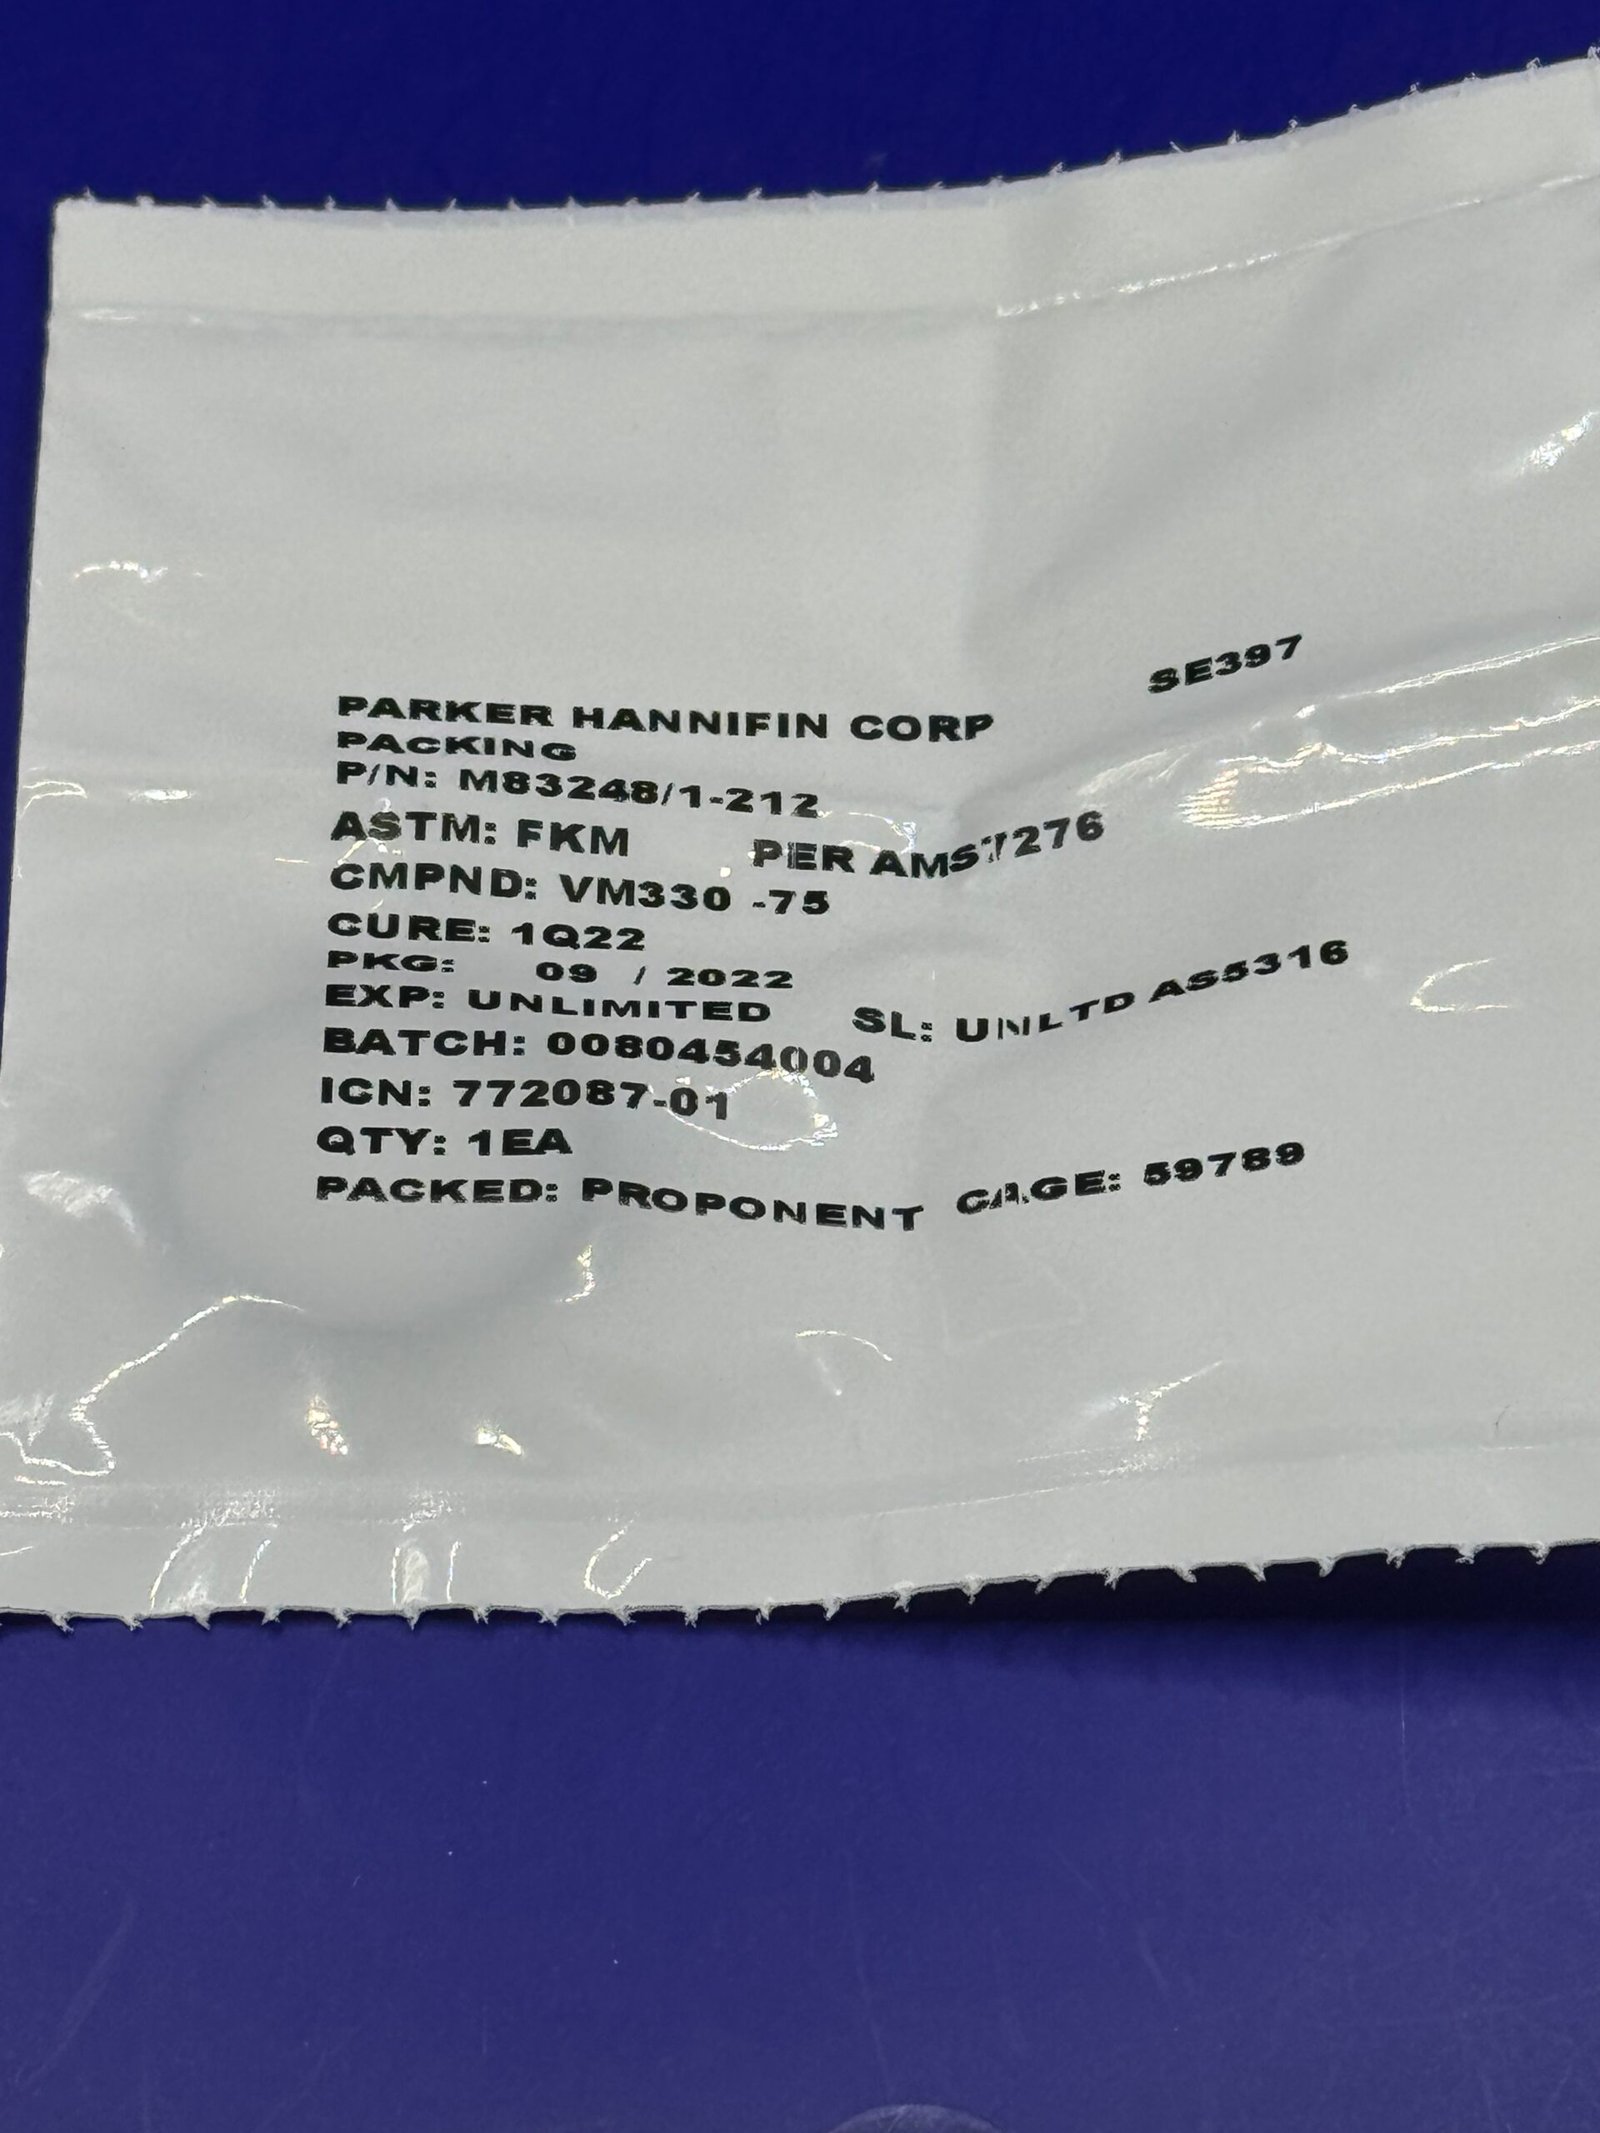 SE397
PARKER HANNIFIN CORP
PACKING
P/N: M83248/1-212
ASTM: FKM PER AMS7276
CMPND: VM330 -75
CURE: 1Q22
PKG: 09 / 2022
EXP: UNLIMITED SL: UNLTD AS5316
BATCH: 0080454004
ICN: 772087-01
QTY: 1EA
PACKED: PROPONENT CAGE: 59789